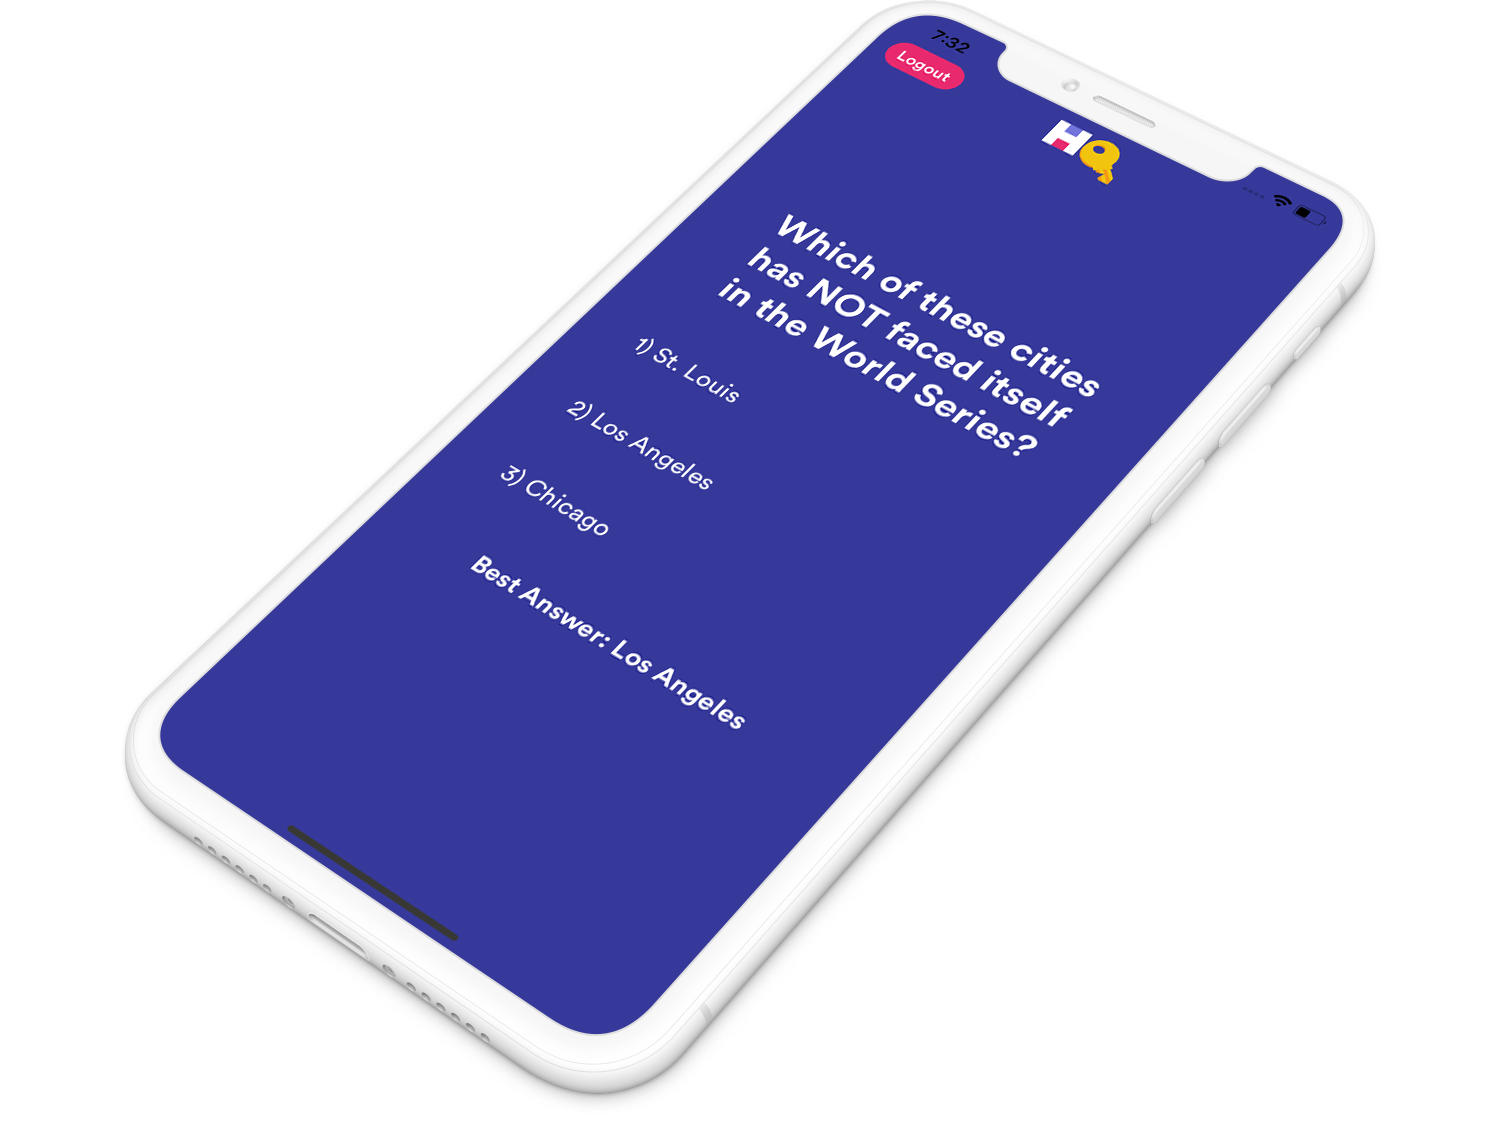 7:32
Logout
HQ
Which of these cities
has NOT faced itself
in the World Series?
1) St. Louis
2) Los Angeles
3) Chicago
Best Answer: Los Angeles